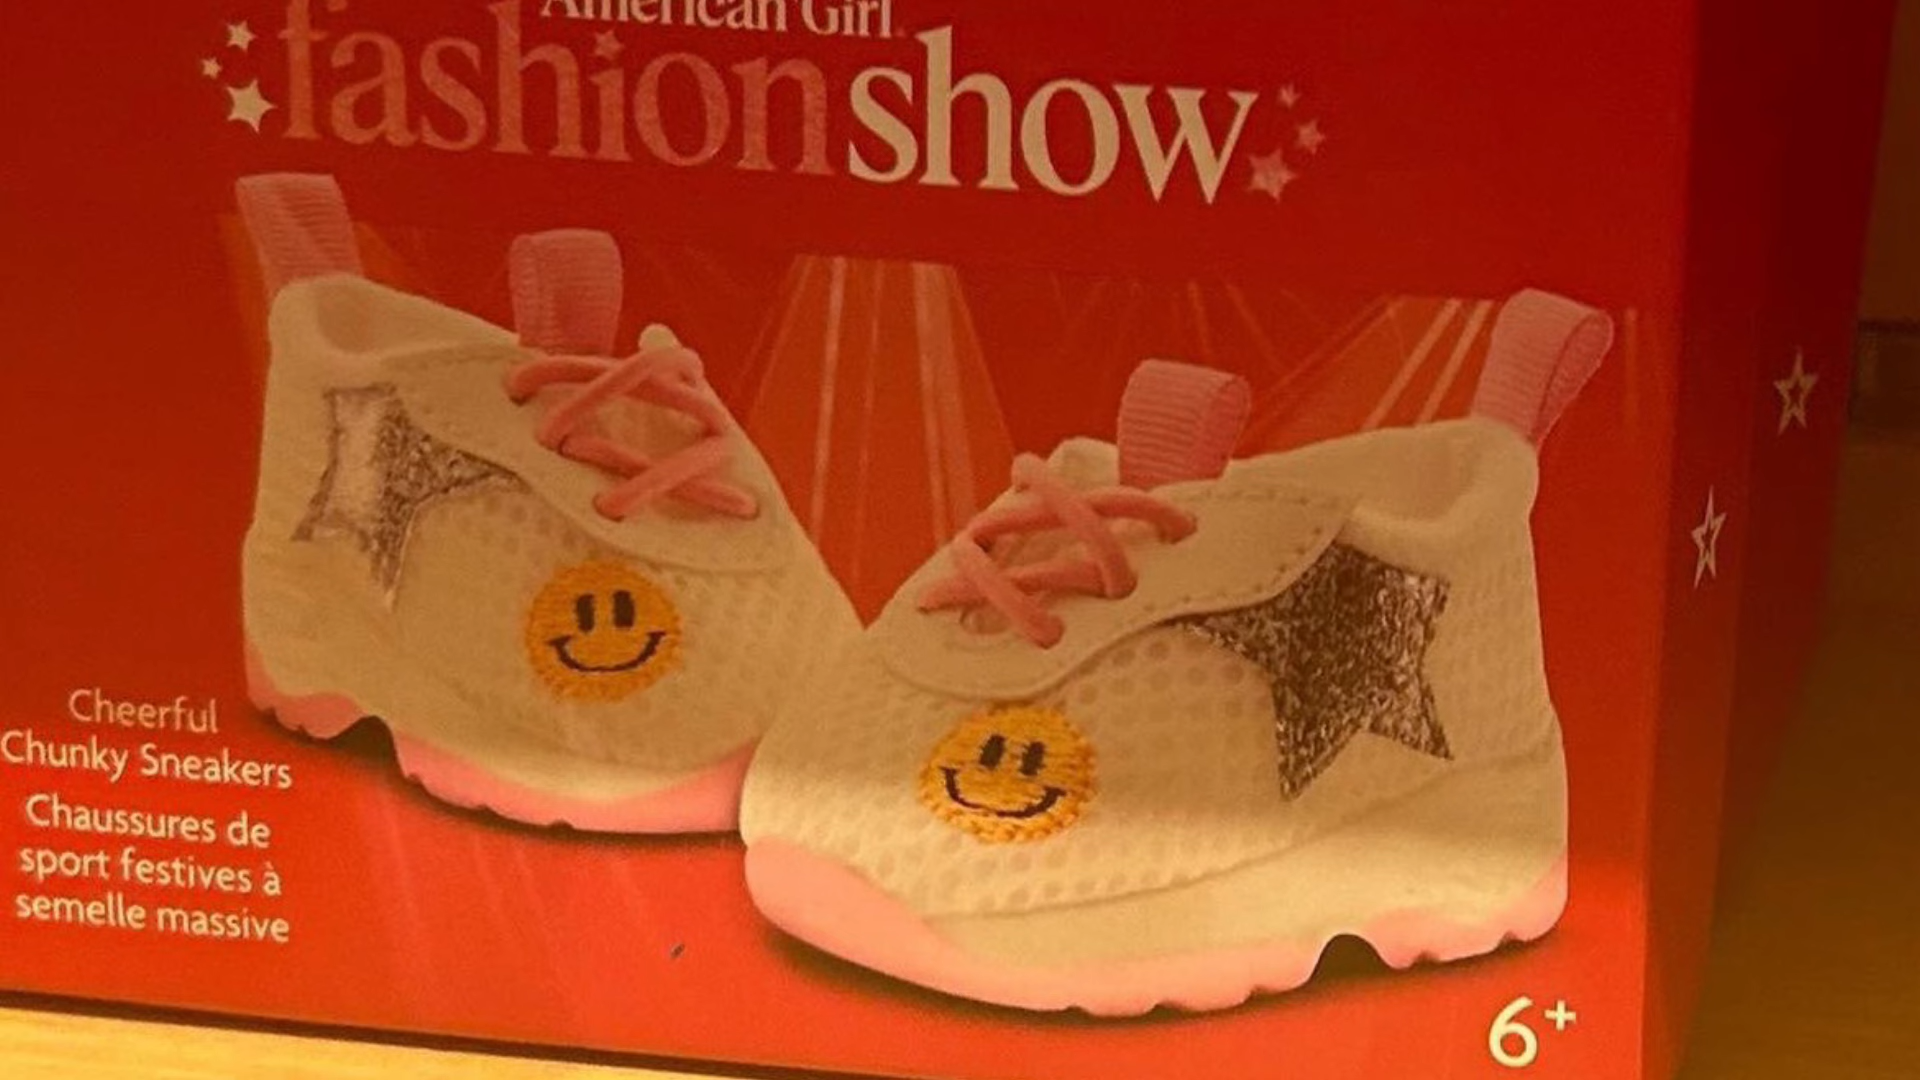 American Girl
fashion show
Cheerful
Chunky Sneakers
Chaussures de
sport festives à
semelle massive
6+